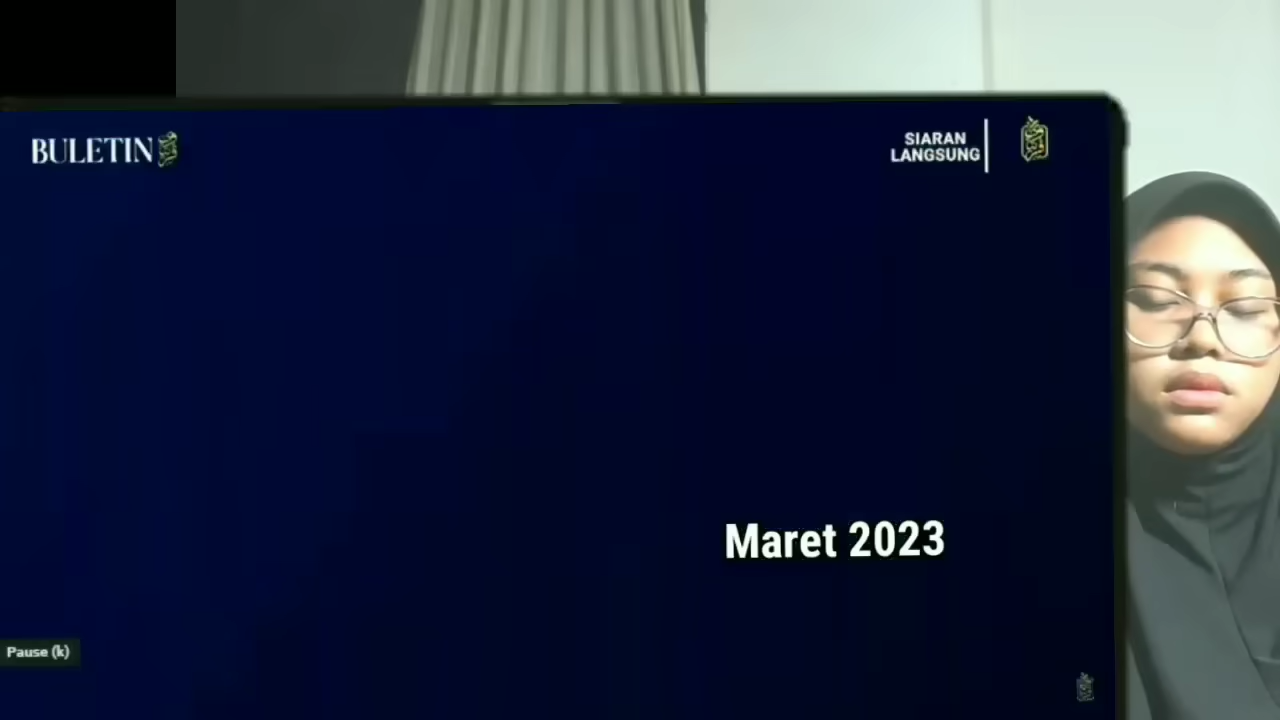 BULETIN
SIARAN
LANGSUNG
Maret 2023
Pause (k)